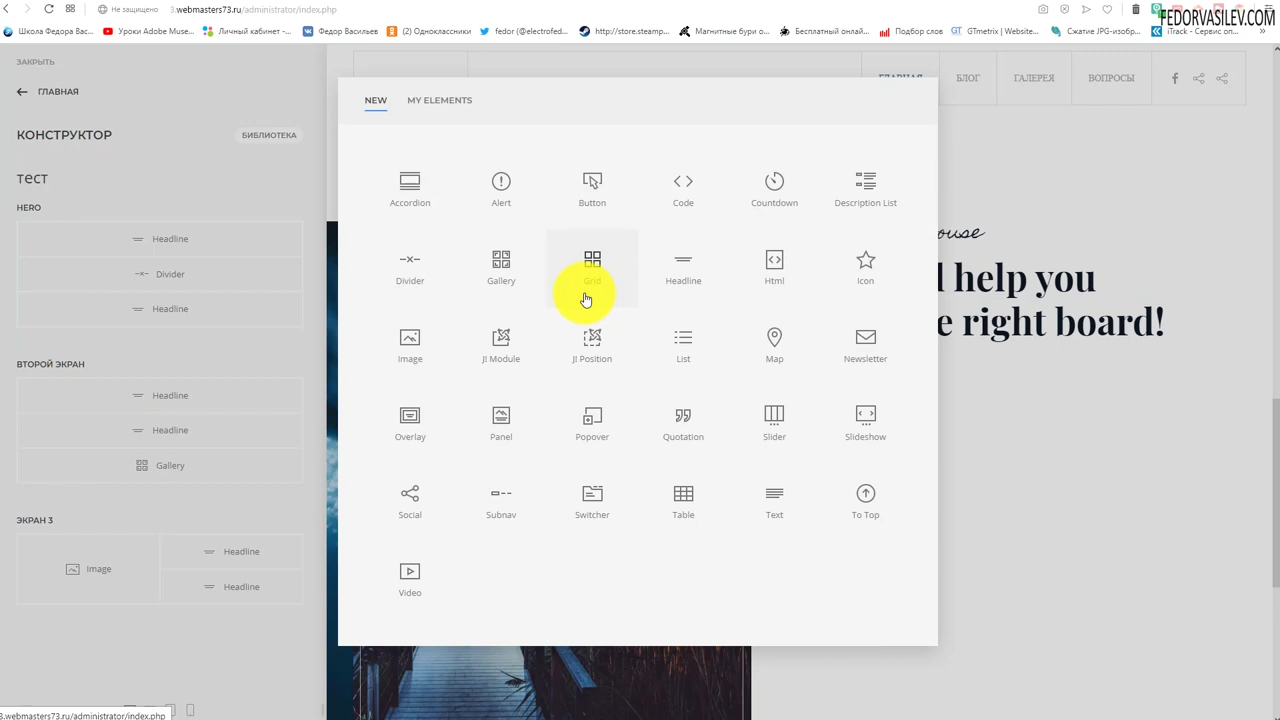 Не защищено
3.webmasters73.ru/administrator/index.php
FEDORVASILEV.COM
Школа Федора Вас...
Уроки Adobe Muse...
Личный кабинет -...
Федор Васильев
(2) Одноклассники
fedor (@electrofed...
http://store.steamp...
Магнитные бури о...
Бесплатный онлай...
Подбор слов
GTmetrix | Website...
Сжатие JPG-изобр...
iTrack - Сервис оп...
ЗАКРЫТЬ
ГЛАВНАЯ
КОНСТРУКТОР
БИБЛИОТЕКА
тест
HERO
Headline
Divider
Headline
ВТОРОЙ ЭКРАН
Headline
Headline
Gallery
ЭКРАН 3
Image
Headline
Headline
ГЛАВНАЯ
БЛОГ
ГАЛЕРЕЯ
ВОПРОСЫ
NEW
MY ELEMENTS
Accordion
Alert
Button
Code
Countdown
Description List
Divider
Gallery
Grid
Headline
Html
Icon
Image
J! Module
J! Position
List
Map
Newsletter
Overlay
Panel
Popover
Quotation
Slider
Slideshow
Social
Subnav
Switcher
Table
Text
To Top
Video
help you
right board!
3.webmasters73.ru/administrator/index.php